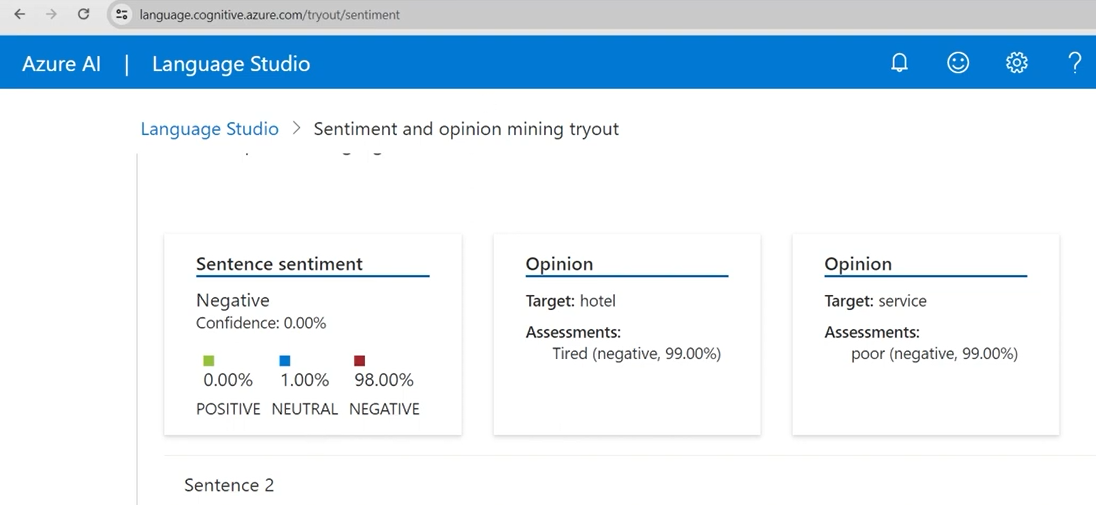 language.cognitive.azure.com/tryout/sentiment
Azure AI | Language Studio
Language Studio > Sentiment and opinion mining tryout
Sentence sentiment
Negative
Confidence: 0.00%
0.00% 1.00% 98.00%
POSITIVE NEUTRAL NEGATIVE
Opinion
Target: hotel
Assessments:
Tired (negative, 99.00%)
Opinion
Target: service
Assessments:
poor (negative, 99.00%)
Sentence 2